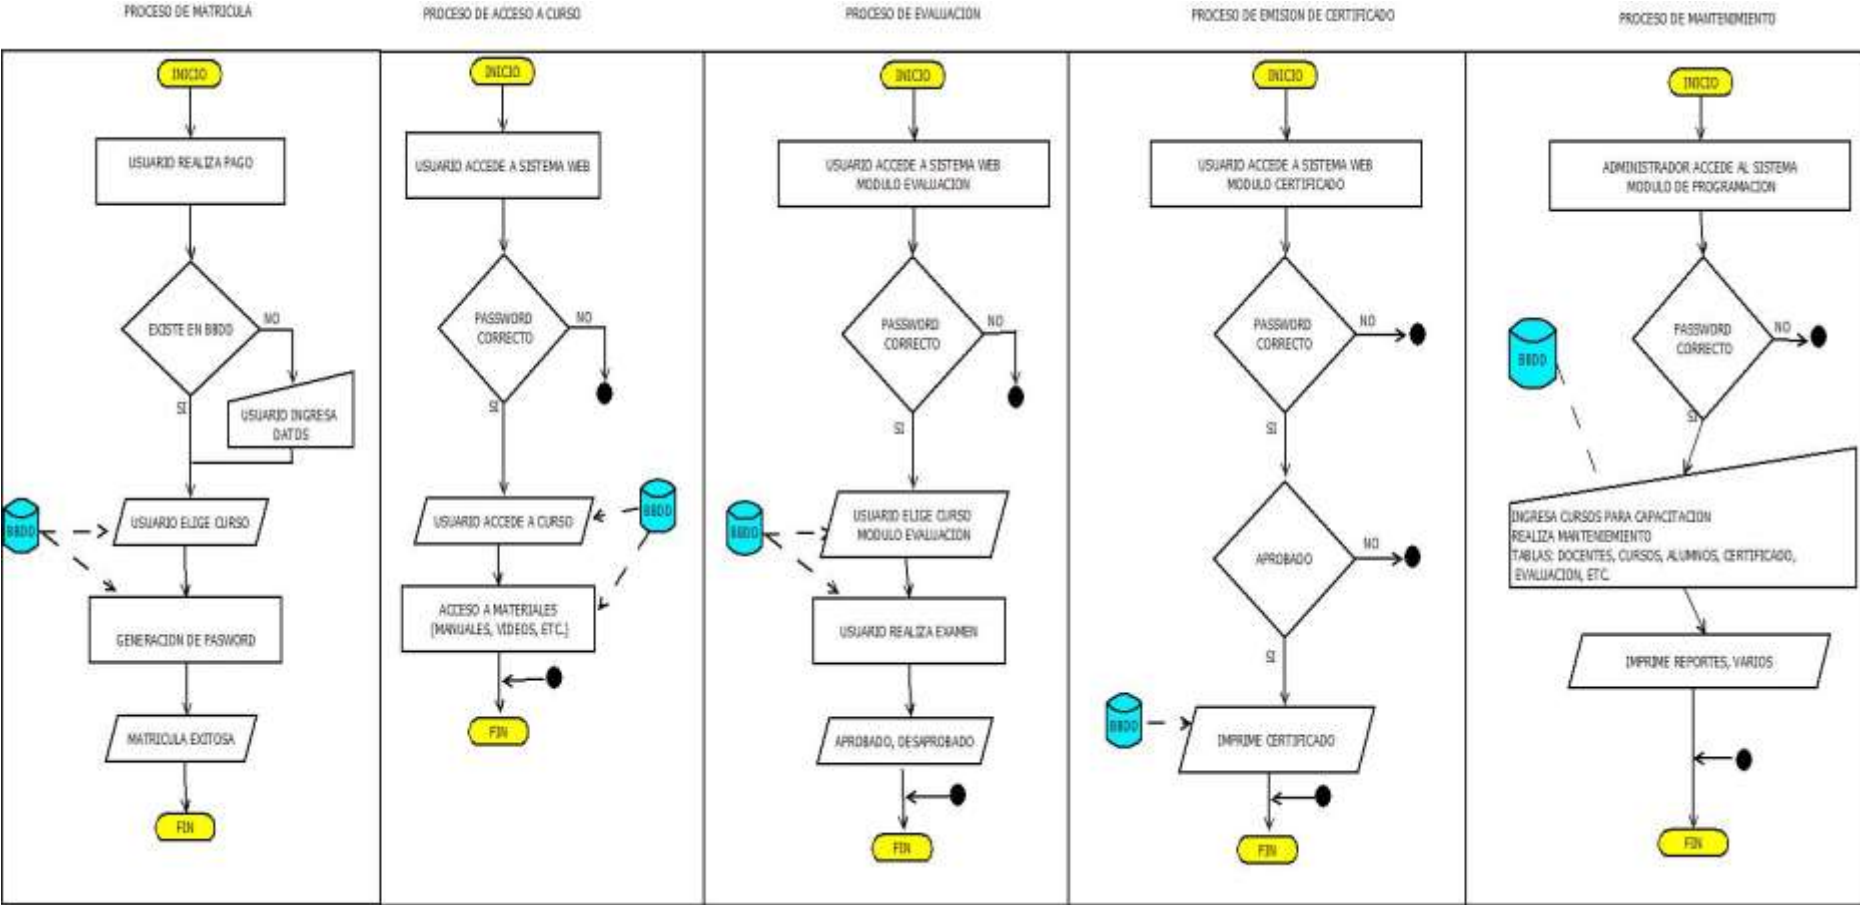 PROCESO DE MATRICULA
INICIO
USUARIO REALIZA PAGO
EXISTE EN BBDD
NO
SI
USUARIO INGRESA
DATOS
BBDD
USUARIO ELIGE CURSO
GENERACION DE PASWORD
MATRICULA EXITOSA
FIN
PROCESO DE ACCESO A CURSO
INICIO
USUARIO ACCEDE A SISTEMA WEB
PASSWORD
CORRECTO
NO
SI
BBDD
USUARIO ACCEDE A CURSO
ACCESO A MATERIALES
(MANUALES, VIDEOS, ETC.)
FIN
PROCESO DE EVALUACION
INICIO
USUARIO ACCEDE A SISTEMA WEB
MODULO EVALUACION
PASSWORD
CORRECTO
NO
SI
BBDD
USUARIO ELIGE CURSO
MODULO EVALUACION
USUARIO REALIZA EXAMEN
APROBADO, DESAPROBADO
FIN
PROCESO DE EMISION DE CERTIFICADO
INICIO
USUARIO ACCEDE A SISTEMA WEB
MODULO CERTIFICADO
PASSWORD
CORRECTO
NO
SI
APROBADO
NO
SI
BBDD
IMPRIME CERTIFICADO
FIN
PROCESO DE MANTENIMIENTO
INICIO
ADMINISTRADOR ACCEDE AL SISTEMA
MODULO DE PROGRAMACION
BBDD
PASSWORD
CORRECTO
NO
SI
INGRESA CURSOS PARA CAPACITACION
REALIZA MANTENEMIENTO
TABLAS: DOCENTES, CURSOS, ALUMNOS, CERTIFICADO,
EVALUACION, ETC.
IMPRIME REPORTES, VARIOS
FIN